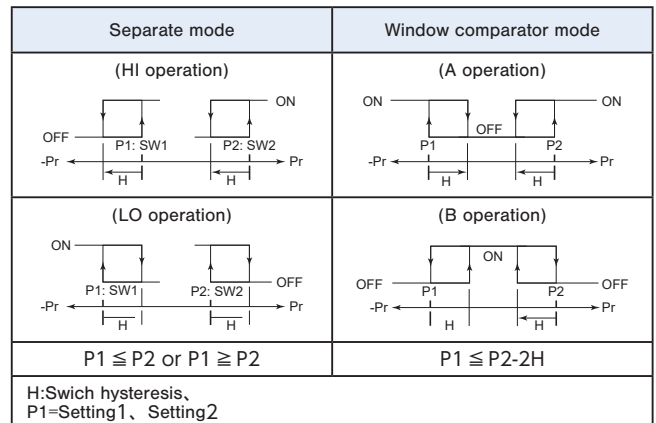 Separate mode
Window comparator mode
(HI operation)
ON
OFF
P1: SW1
P2: SW2
-Pr
Pr
H
H
(A operation)
ON
ON
OFF
P1
P2
-Pr
Pr
H
H
(LO operation)
ON
P1: SW1
P2: SW2
OFF
-Pr
Pr
H
H
(B operation)
ON
OFF
P1
P2
OFF
-Pr
Pr
H
H
P1 ≦ P2 or P1 ≧ P2
P1 ≦ P2-2H
H:Swich hysteresis、
P1=Setting1、Setting2